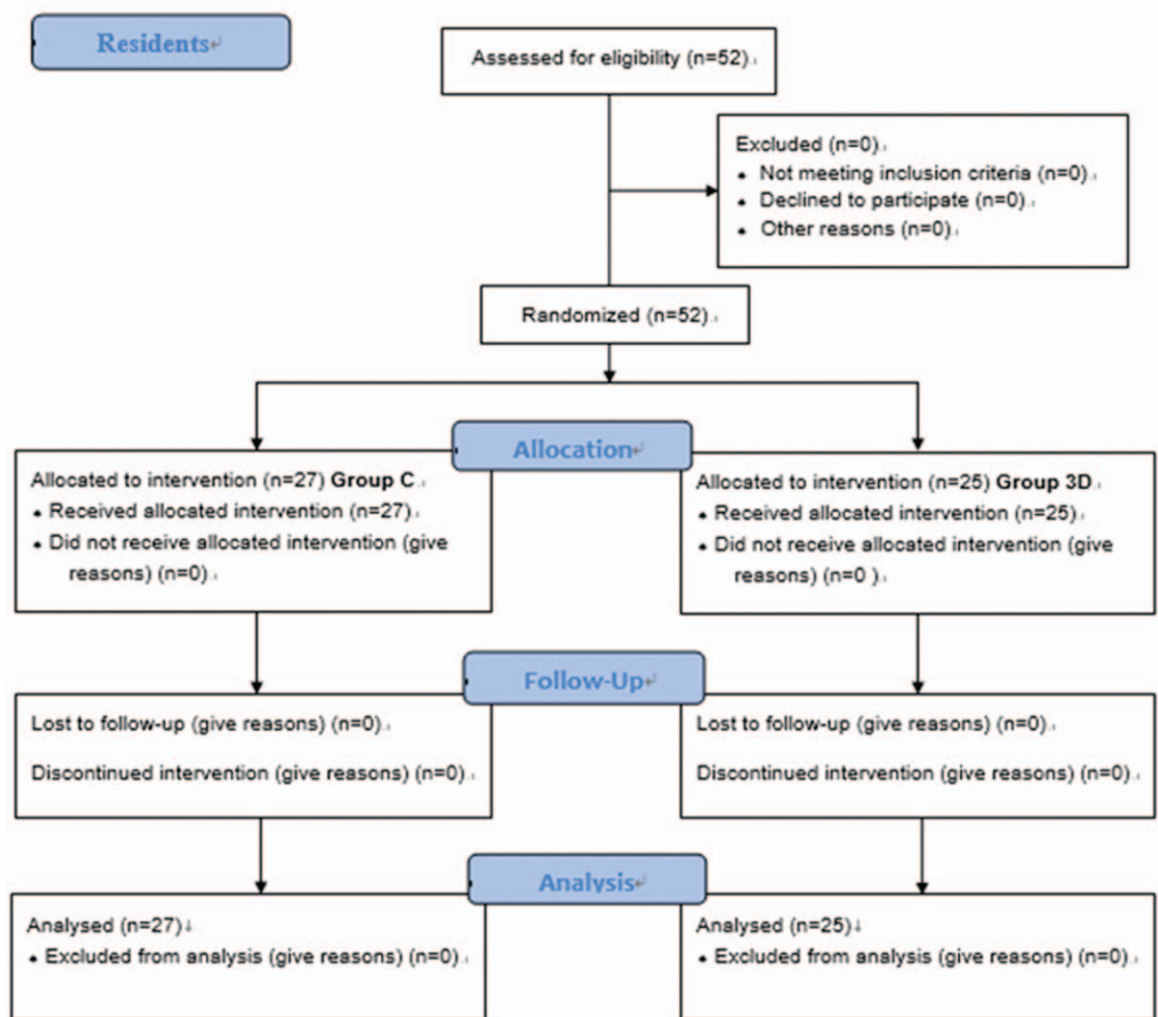 Residents
Assessed for eligibility (n=52)
Excluded (n=0)
• Not meeting inclusion criteria (n=0)
• Declined to participate (n=0)
• Other reasons (n=0)
Randomized (n=52)
Allocation
Allocated to intervention (n=27) Group C
• Received allocated intervention (n=27)
• Did not receive allocated intervention (give
reasons) (n=0)
Allocated to intervention (n=25) Group 3D
• Received allocated intervention (n=25)
• Did not receive allocated intervention (give
reasons) (n=0 )
Follow-Up
Lost to follow-up (give reasons) (n=0)
Discontinued intervention (give reasons) (n=0)
Lost to follow-up (give reasons) (n=0)
Discontinued intervention (give reasons) (n=0)
Analysis
Analysed (n=27)↓
• Excluded from analysis (give reasons) (n=0)
Analysed (n=25)↓
• Excluded from analysis (give reasons) (n=0)